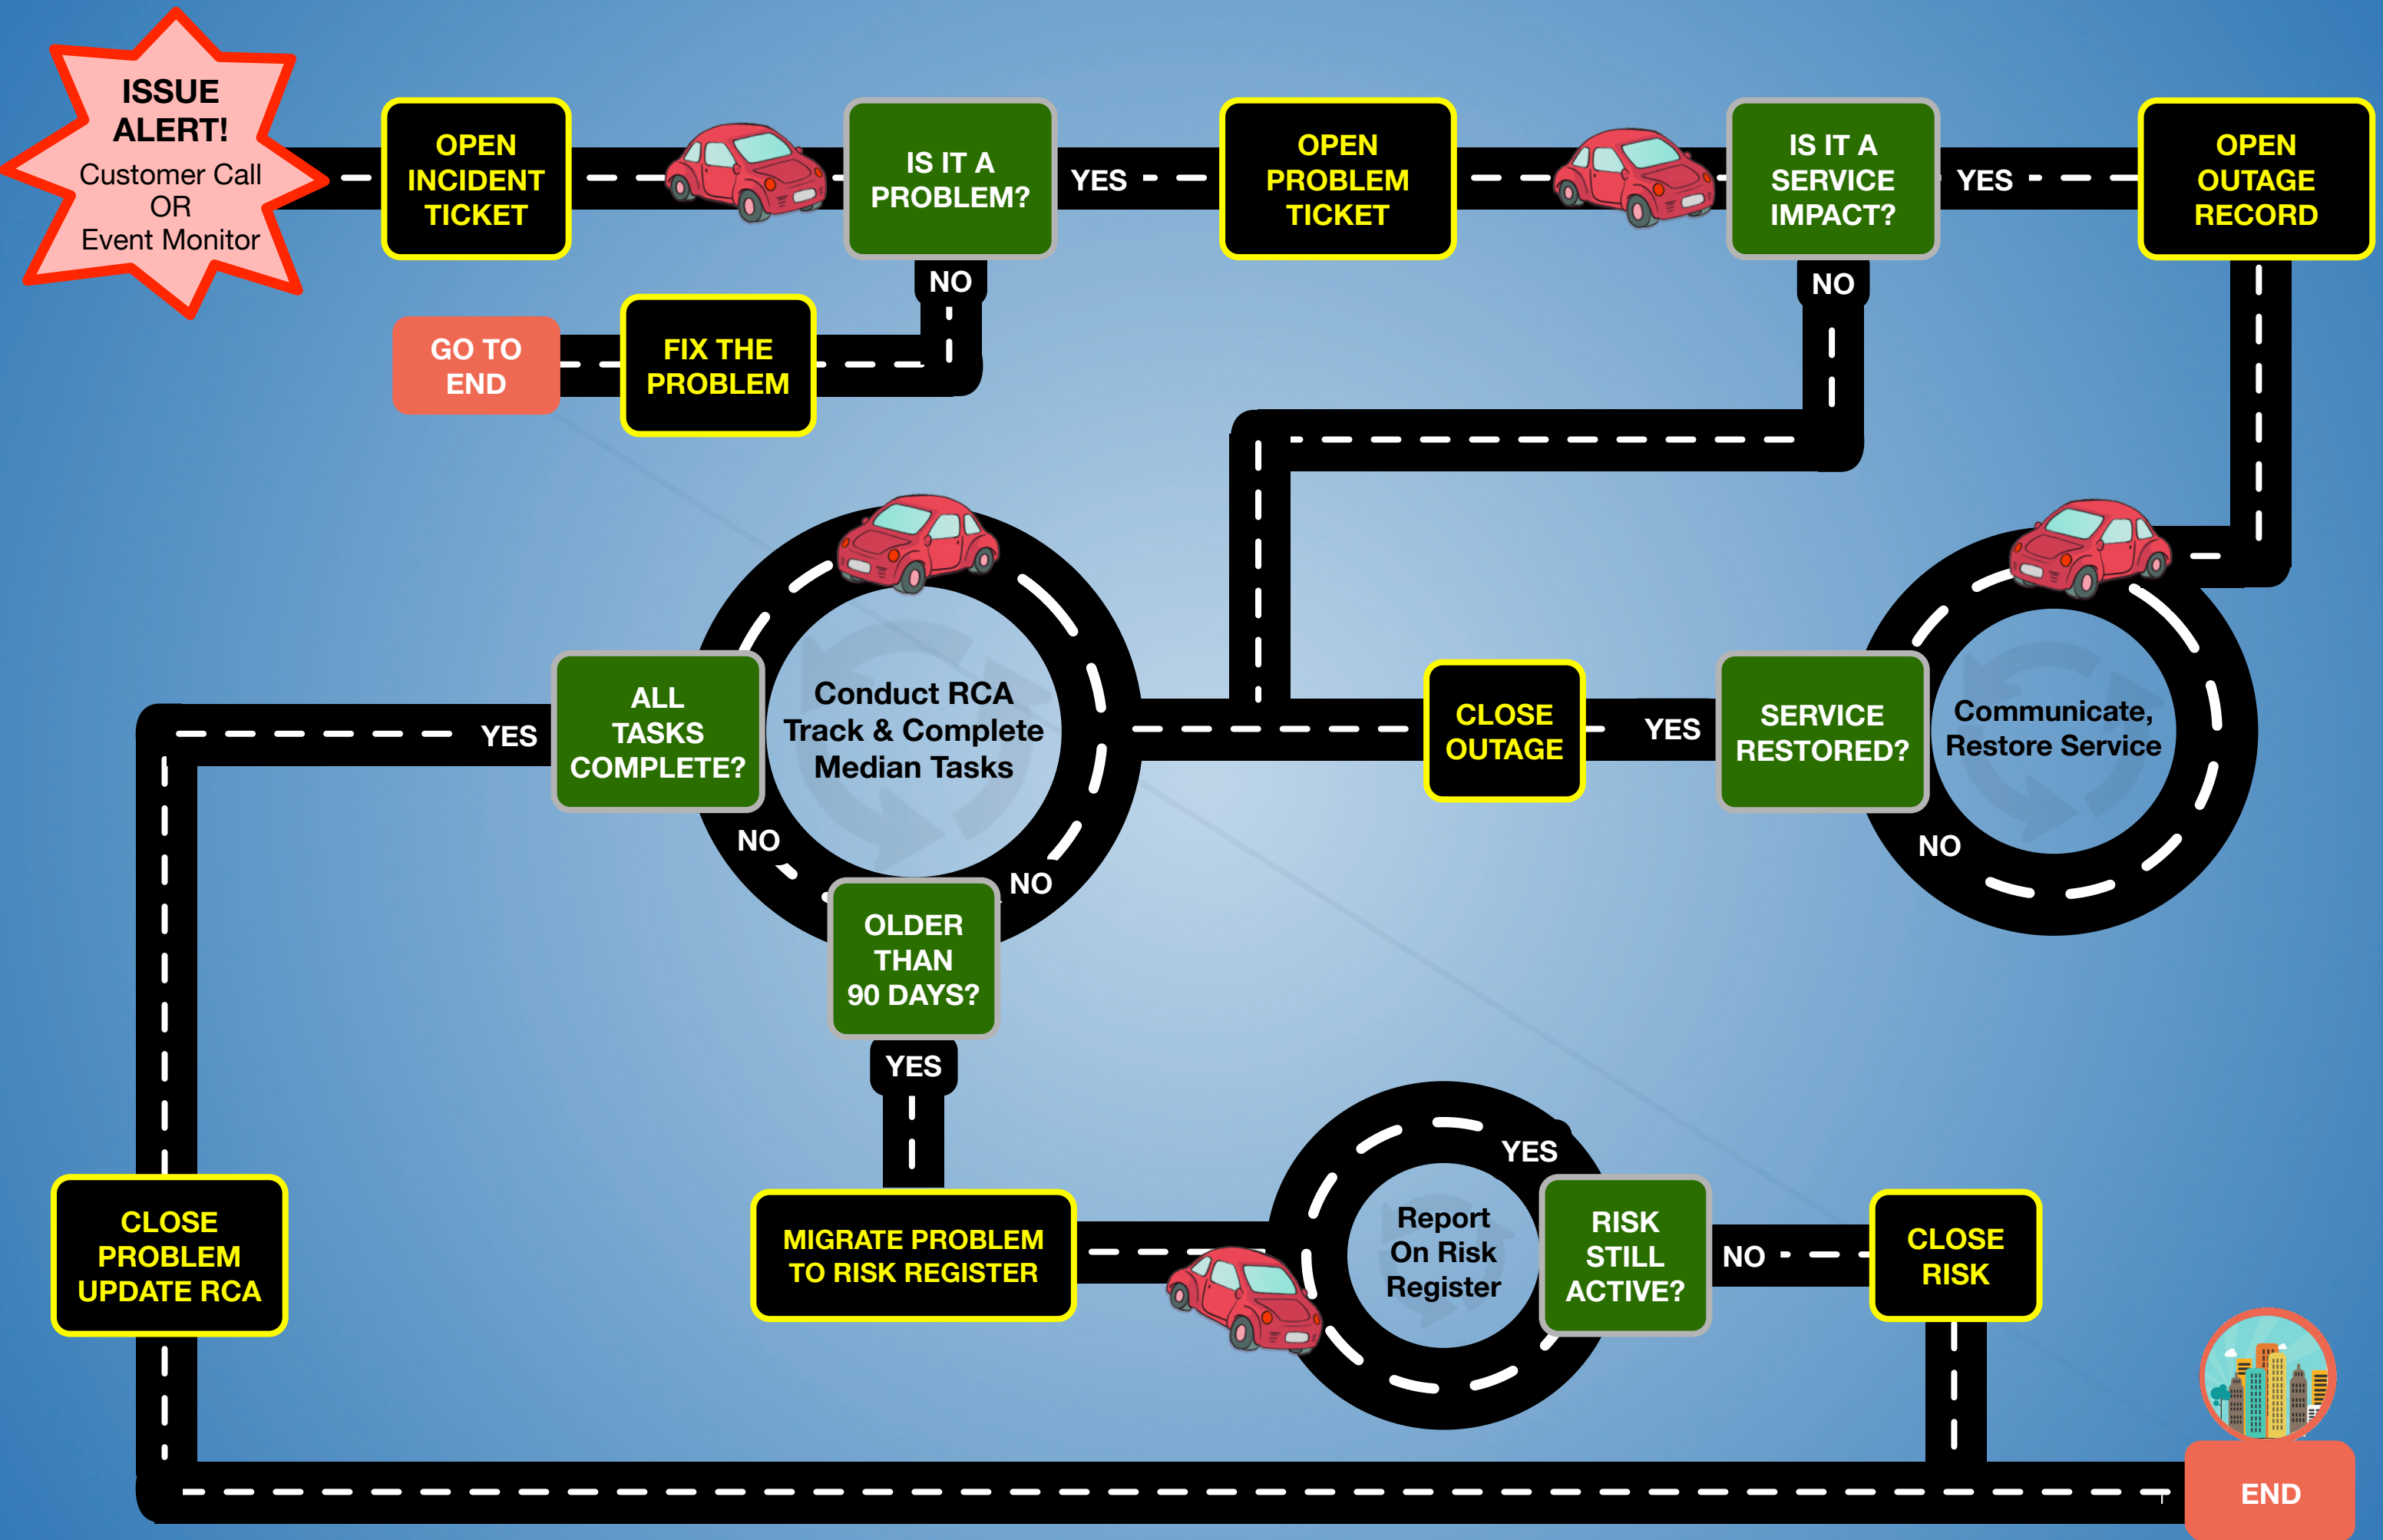 ISSUE
ALERT!
Customer Call
OR
Event Monitor
OPEN
INCIDENT
TICKET
IS IT A
PROBLEM?
YES
OPEN
PROBLEM
TICKET
IS IT A
SERVICE
IMPACT?
YES
OPEN
OUTAGE
RECORD
NO
NO
GO TO
END
FIX THE
PROBLEM
YES
ALL
TASKS
COMPLETE?
Conduct RCA
Track & Complete
Median Tasks
CLOSE
OUTAGE
YES
SERVICE
RESTORED?
Communicate,
Restore Service
NO
NO
NO
OLDER
THAN
90 DAYS?
YES
CLOSE
PROBLEM
UPDATE RCA
MIGRATE PROBLEM
TO RISK REGISTER
YES
Report
On Risk
Register
RISK
STILL
ACTIVE?
NO
CLOSE
RISK
END